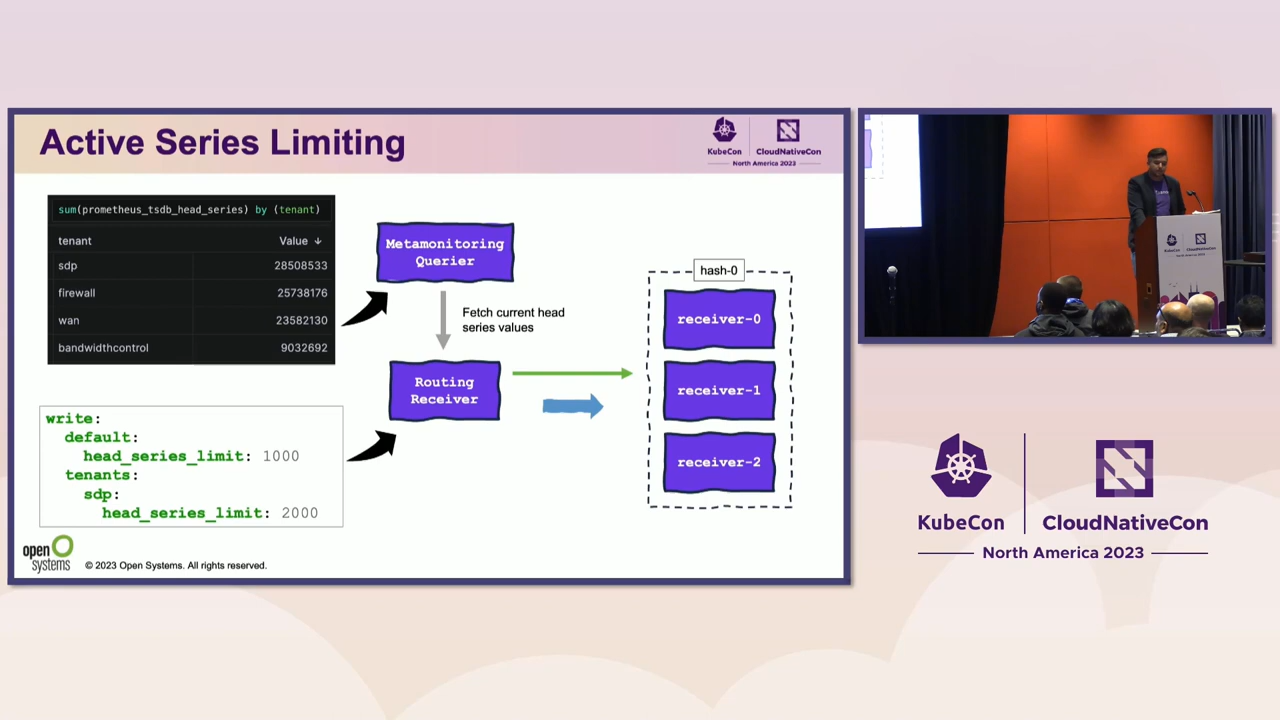 Active Series Limiting
KubeCon
CloudNativeCon
North America 2023
sum(prometheus_tsdb_head_series) by (tenant)
tenant Value ↓
sdp 28508533
firewall 25738176
wan 23582130
bandwidthcontrol 9032692
Metamonitoring
Querier
Fetch current head
series values
Routing
Receiver
hash-0
receiver-0
receiver-1
receiver-2
write:
default:
head_series_limit: 1000
tenants:
sdp:
head_series_limit: 2000
open
systems
© 2023 Open Systems. All rights reserved.
KubeCon
CloudNativeCon
North America 2023